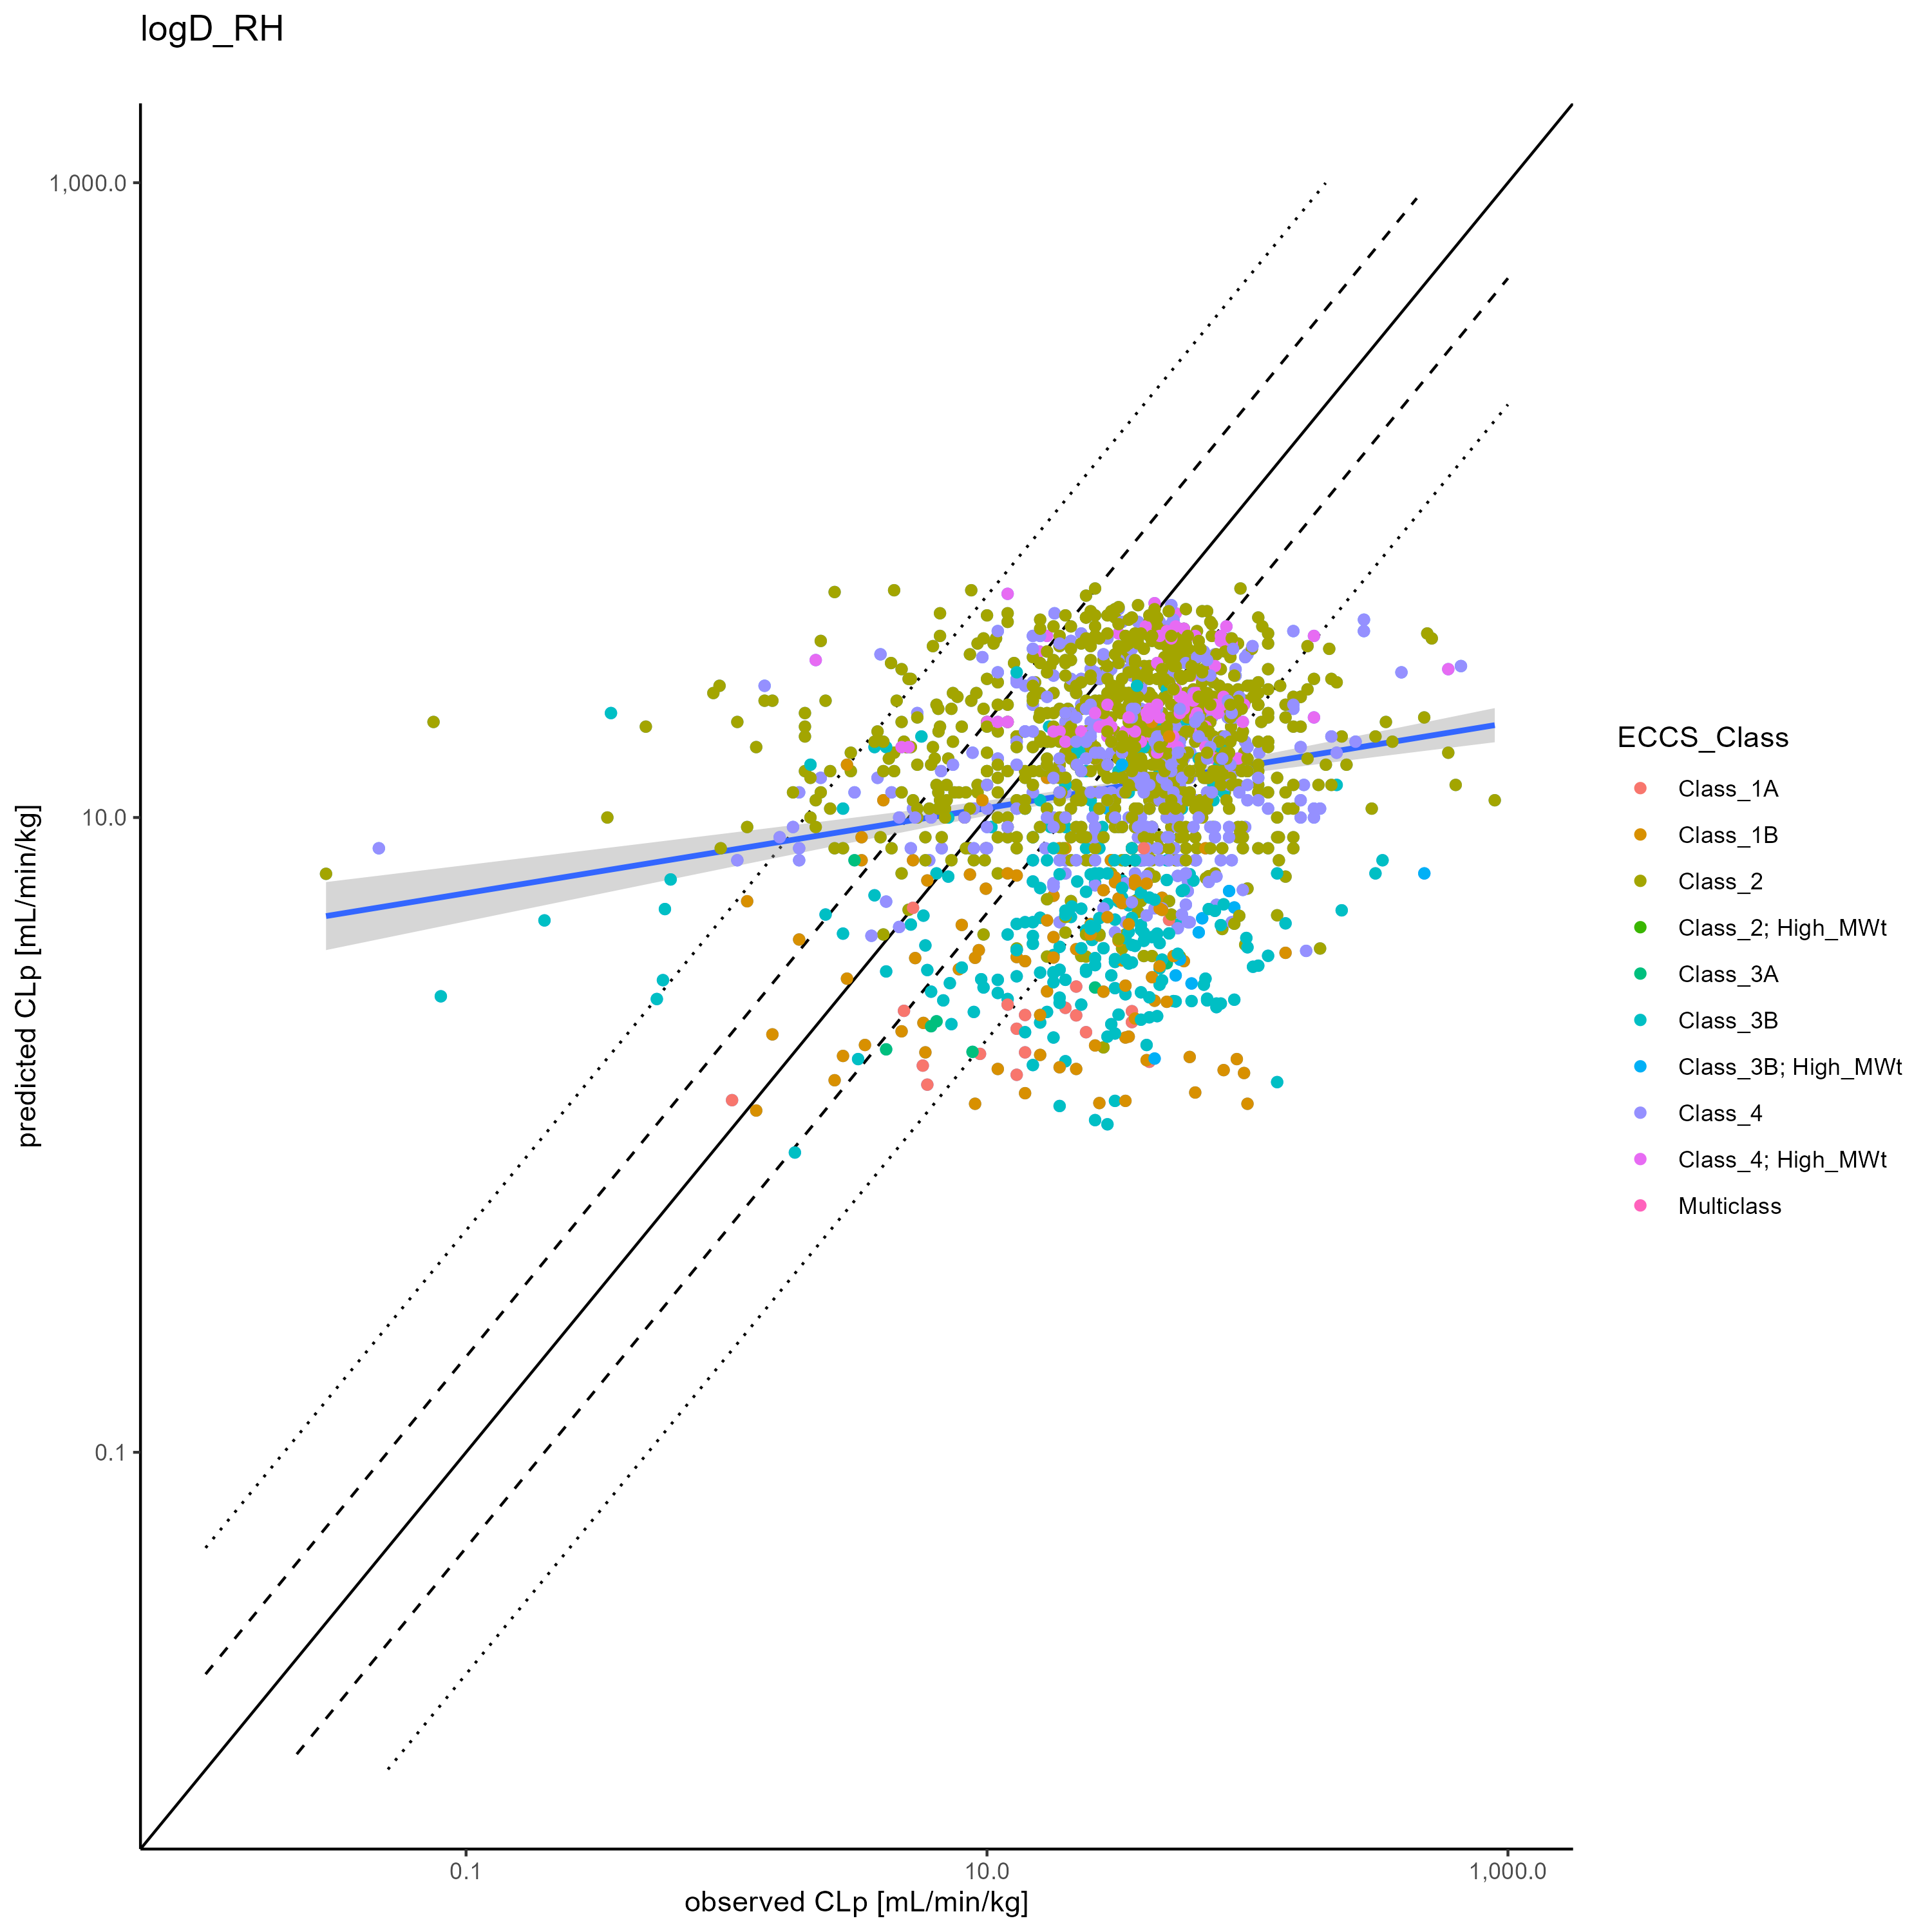 logD_RH
1,000.0
10.0
0.1
predicted CLp [mL/min/kg]
0.1
10.0
1,000.0
observed CLp [mL/min/kg]
ECCS_Class
Class_1A
Class_1B
Class_2
Class_2; High_MWt
Class_3A
Class_3B
Class_3B; High_MWt
Class_4
Class_4; High_MWt
Multiclass